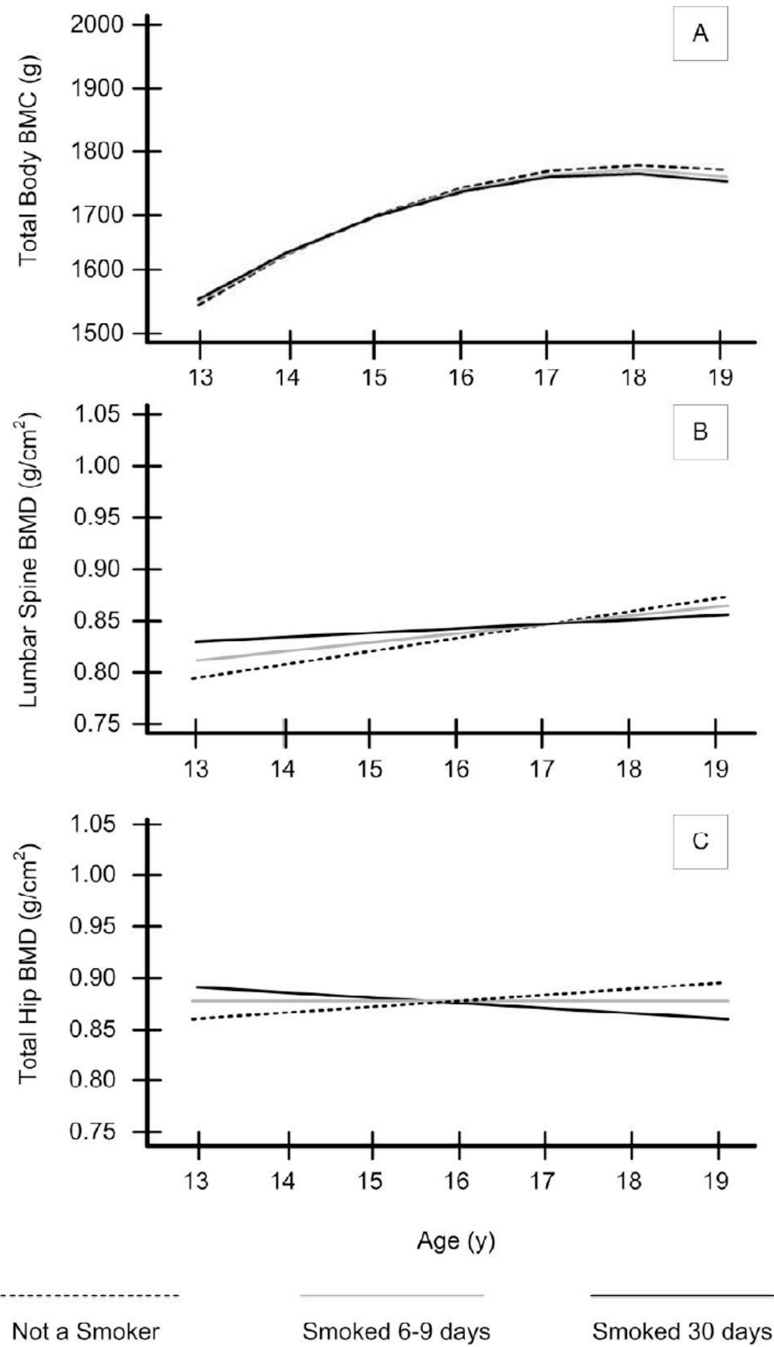 A
Total Body BMC (g)
2000
1900
1800
1700
1600
1500
13 14 15 16 17 18 19
B
Lumbar Spine BMD (g/cm²)
1.05
1.00
0.95
0.90
0.85
0.80
0.75
13 14 15 16 17 18 19
C
Total Hip BMD (g/cm²)
1.05
1.00
0.95
0.90
0.85
0.80
0.75
13 14 15 16 17 18 19
Age (y)
Not a Smoker Smoked 6-9 days Smoked 30 days